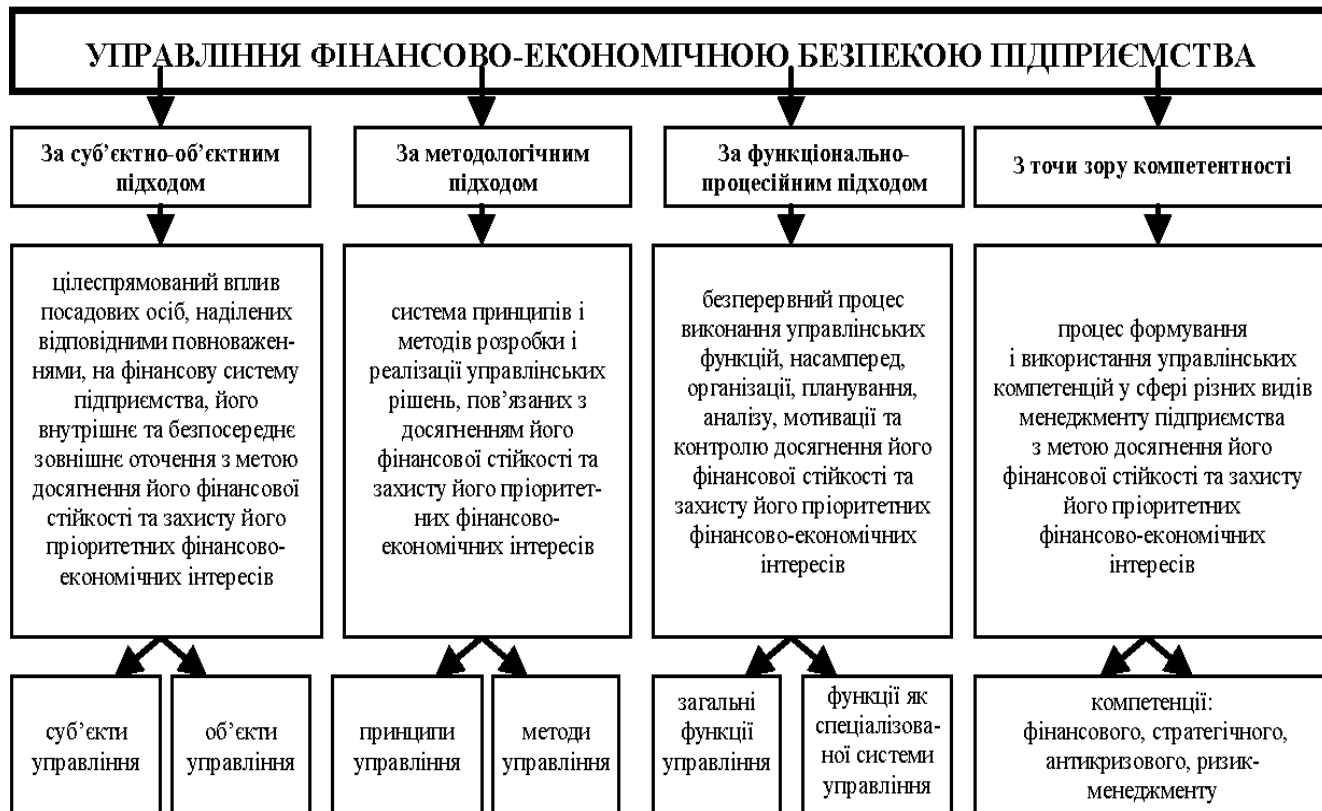 УПРАВЛІННЯ ФІНАНСОВО-ЕКОНОМІЧНОЮ БЕЗПЕКОЮ ПІДПРИЄМСТВА
За суб’єктно-об’єктним
підходом
За методологічним
підходом
За функціонально-
процесійним підходом
З точи зору компетентності
цілеспрямований вплив
посадових осіб, наділених
відповідними повноважен-
нями, на фінансову систему
підприємства, його
внутрішнє та безпосереднє
зовнішнє оточення з метою
досягнення його фінансової
стійкості та захисту його
пріоритетних фінансово-
економічних інтересів
система принципів і
методів розробки і
реалізації управлінських
рішень, пов’язаних з
досягненням його
фінансової стійкості та
захисту його пріоритет-
них фінансово-
економічних інтересів
безперервний процес
виконання управлінських
функцій, насамперед,
організації, планування,
аналізу, мотивації та
контролю досягнення його
фінансової стійкості та
захисту його пріоритетних
фінансово-економічних
інтересів
процес формування
і використання управлінських
компетенцій у сфері різних видів
менеджменту підприємства
з метою досягнення його
фінансової стійкості та захисту
його пріоритетних
фінансово-економічних
інтересів
суб’єкти
управління
об’єкти
управління
принципи
управління
методи
управління
загальні
функції
управління
функції як
спеціалізова-
ної системи
управління
компетенції:
фінансового, стратегічного,
антикризового, ризик-
менеджменту